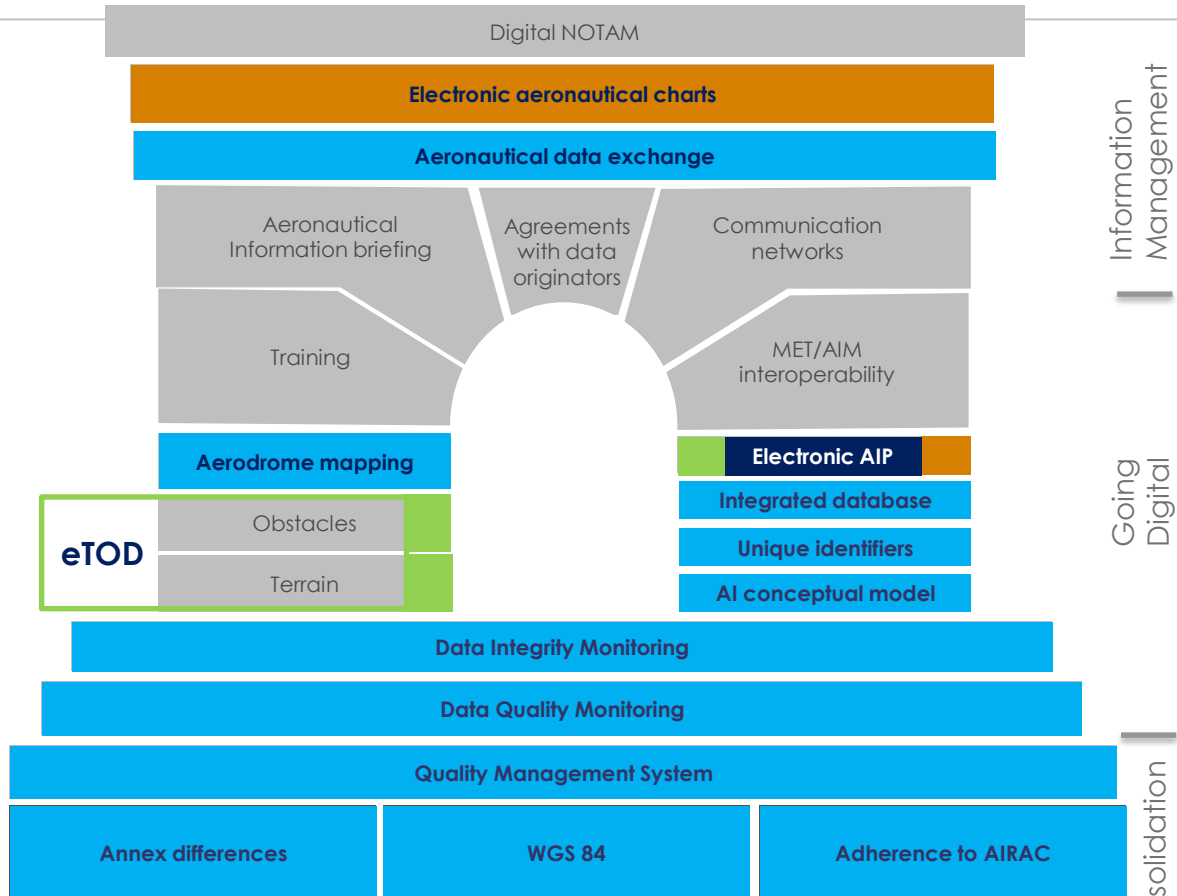 Digital NOTAM
Electronic aeronautical charts
Aeronautical data exchange
Aeronautical
Information briefing
Agreements
with data
originators
Communication
networks
Training
MET/AIM
interoperability
Aerodrome mapping
Electronic AIP
Integrated database
Obstacles
eTOD
Unique identifiers
Terrain
AI conceptual model
Data Integrity Monitoring
Data Quality Monitoring
Quality Management System
Annex differences
WGS 84
Adherence to AIRAC
Information
Management
Going
Digital
solidation